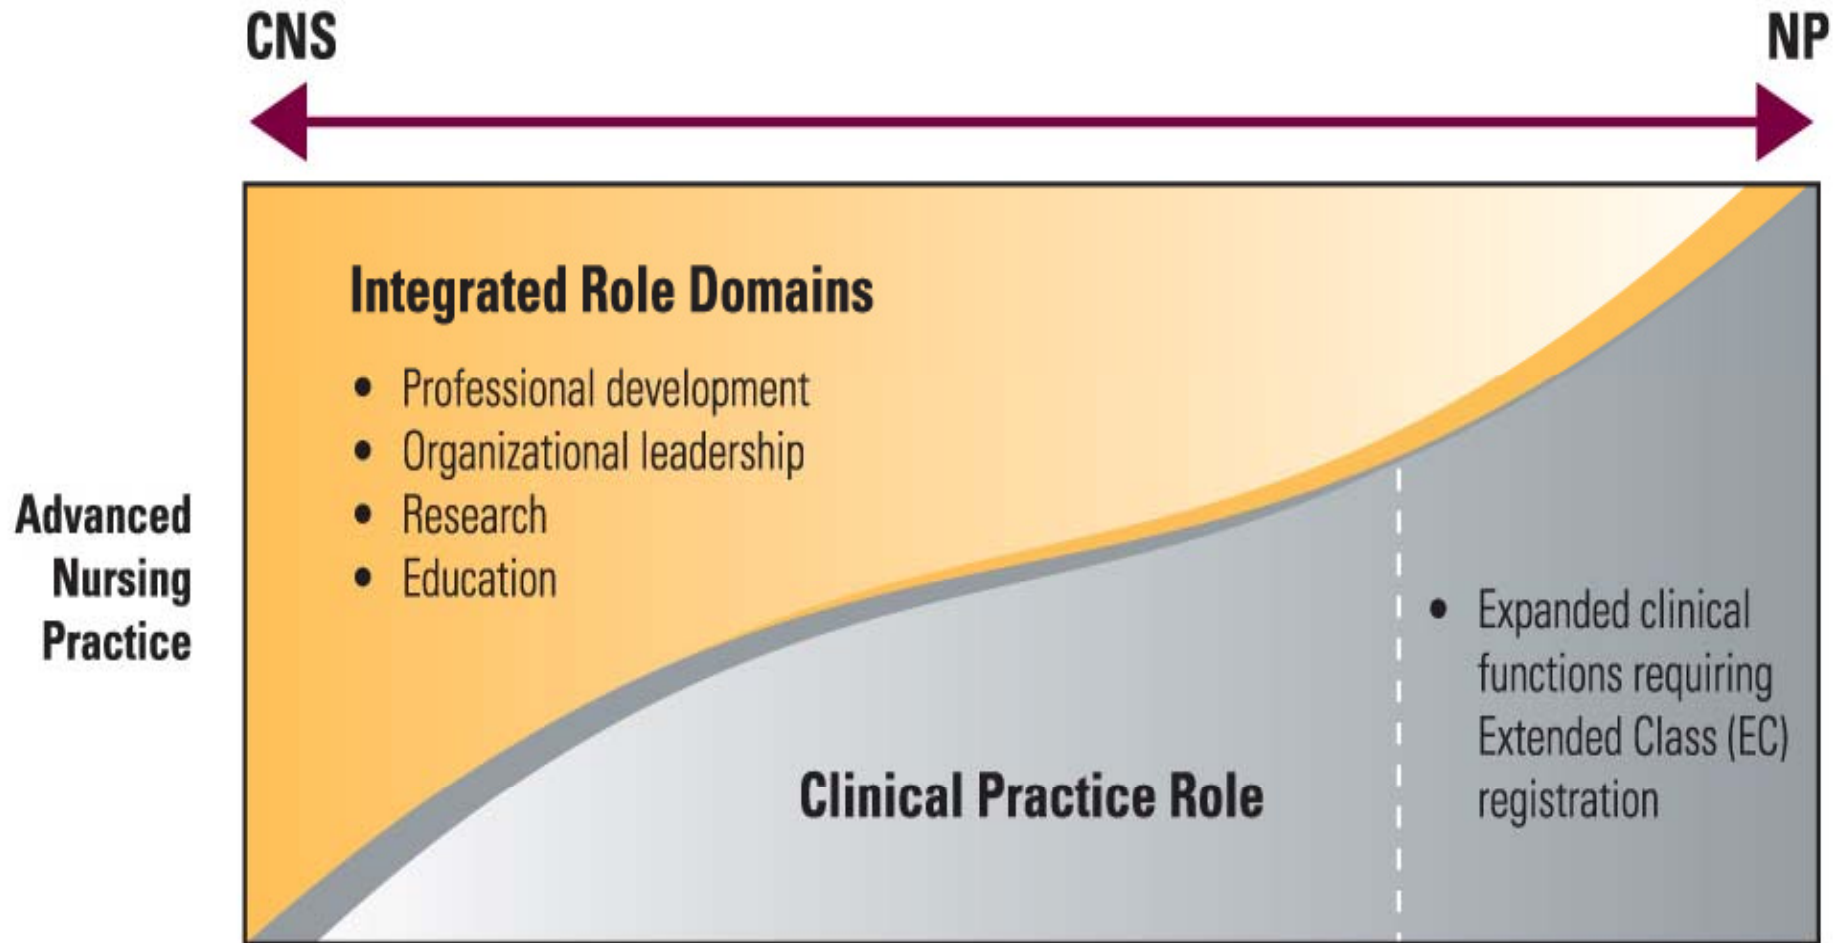 CNS
NP
Integrated Role Domains
• Professional development
• Organizational leadership
• Research
• Education
Advanced
Nursing
Practice
• Expanded clinical
functions requiring
Extended Class (EC)
registration
Clinical Practice Role